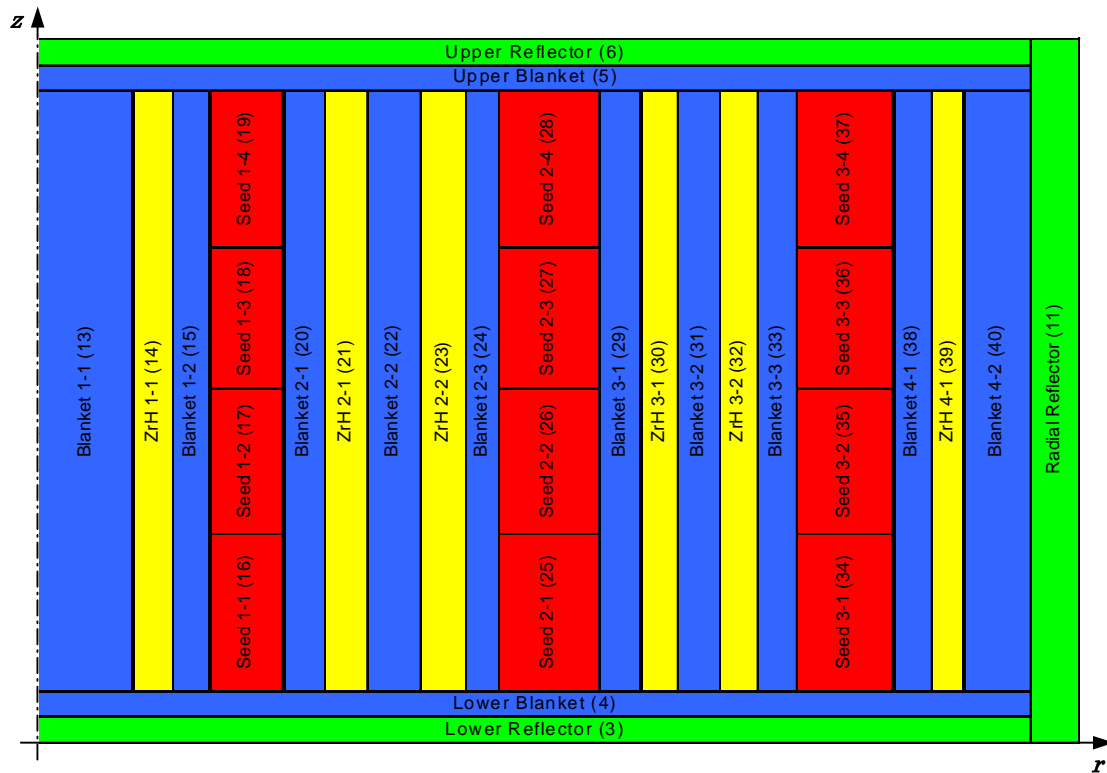 z
Upper Reflector (6)
Upper Blanket (5)
Blanket 1-1 (13)
ZrH 1-1 (14)
Blanket 1-2 (15)
Seed 1-4 (19)
Seed 1-3 (18)
Seed 1-2 (17)
Seed 1-1 (16)
Blanket 2-1 (20)
ZrH 2-1 (21)
Blanket 2-2 (22)
ZrH 2-2 (23)
Blanket 2-3 (24)
Seed 2-4 (28)
Seed 2-3 (27)
Seed 2-2 (26)
Seed 2-1 (25)
Blanket 3-1 (29)
ZrH 3-1 (30)
Blanket 3-2 (31)
ZrH 3-2 (32)
Blanket 3-3 (33)
Seed 3-4 (37)
Seed 3-3 (36)
Seed 3-2 (35)
Seed 3-1 (34)
Blanket 4-1 (38)
ZrH 4-1 (39)
Blanket 4-2 (40)
Radial Reflector (11)
Lower Blanket (4)
Lower Reflector (3)
r